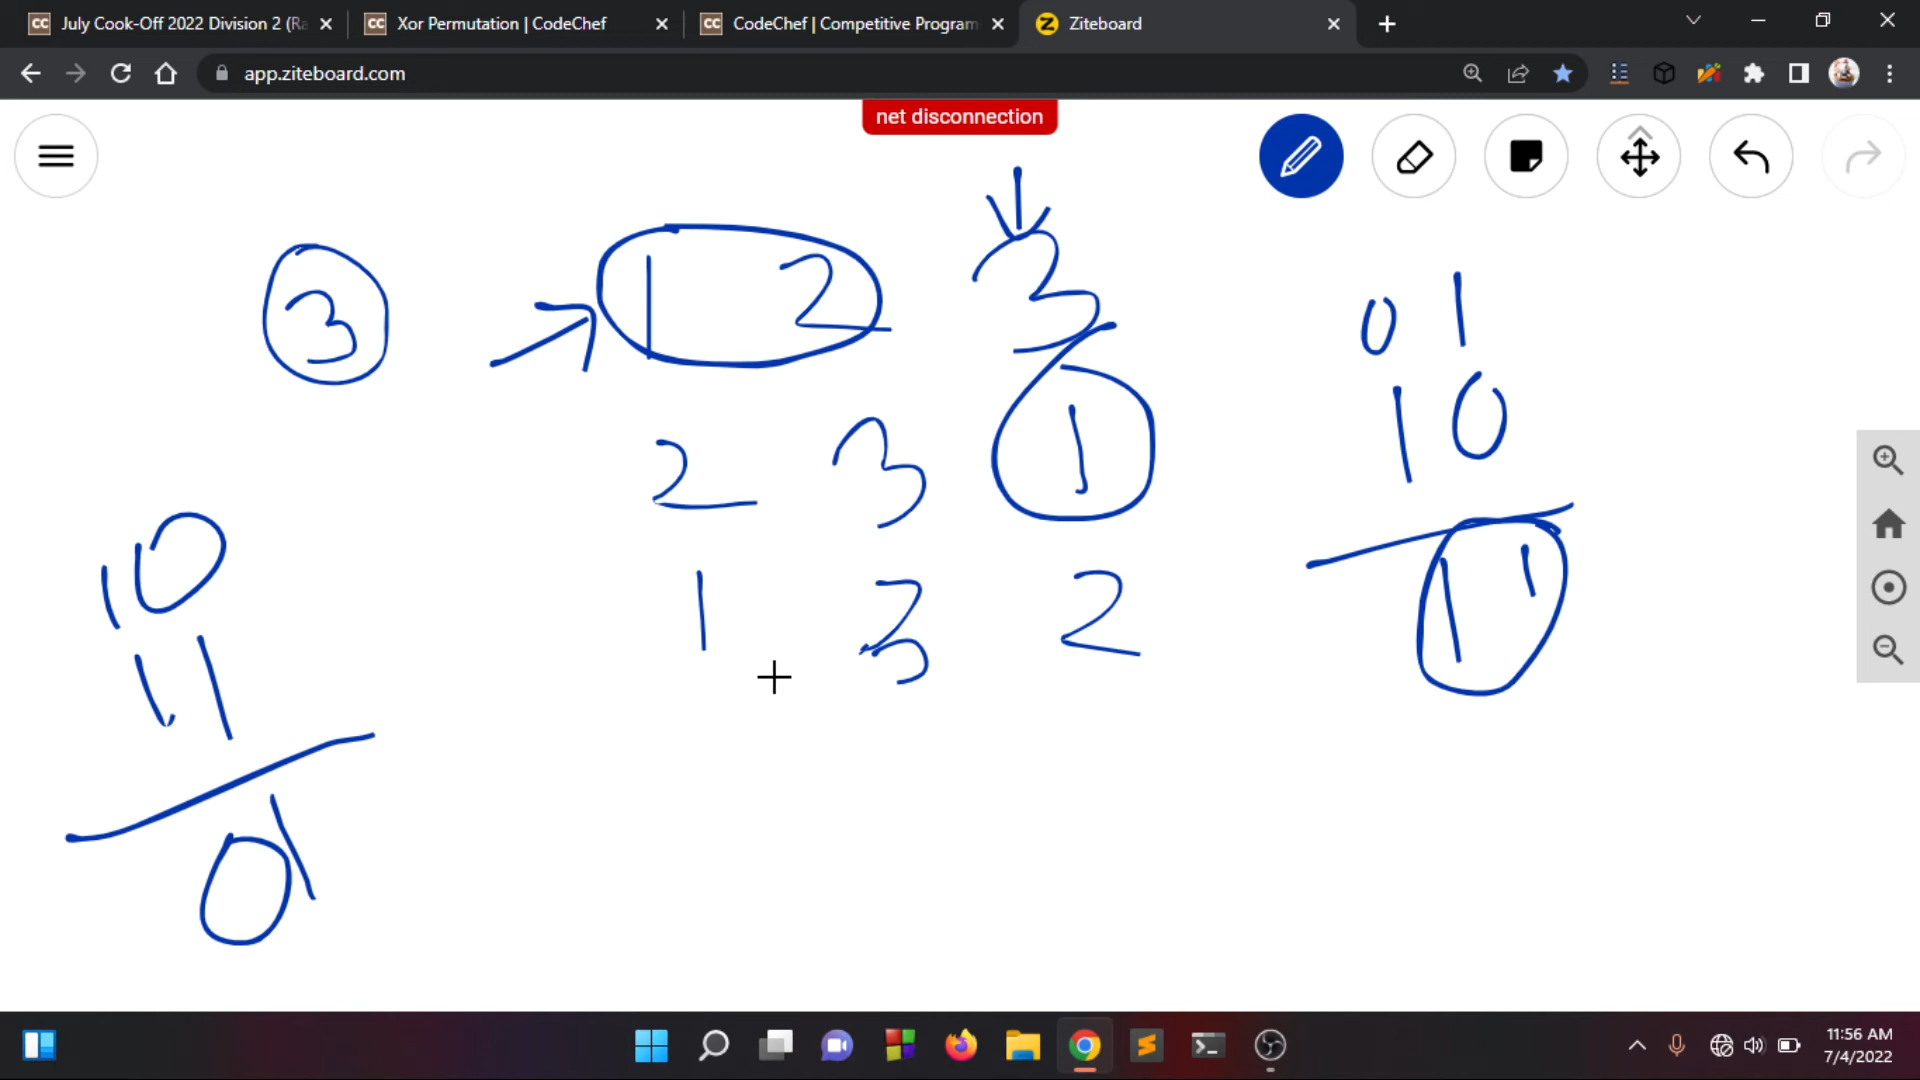 July Cook-Off 2022 Division 2 (Ra
Xor Permutation | CodeChef
CodeChef | Competitive Program
Ziteboard
app.ziteboard.com
net disconnection
3 1 2 3
0 1
1 0
1 1
2 3 1
1 3 2
1 0
1 1
0 1
11:56 AM
7/4/2022